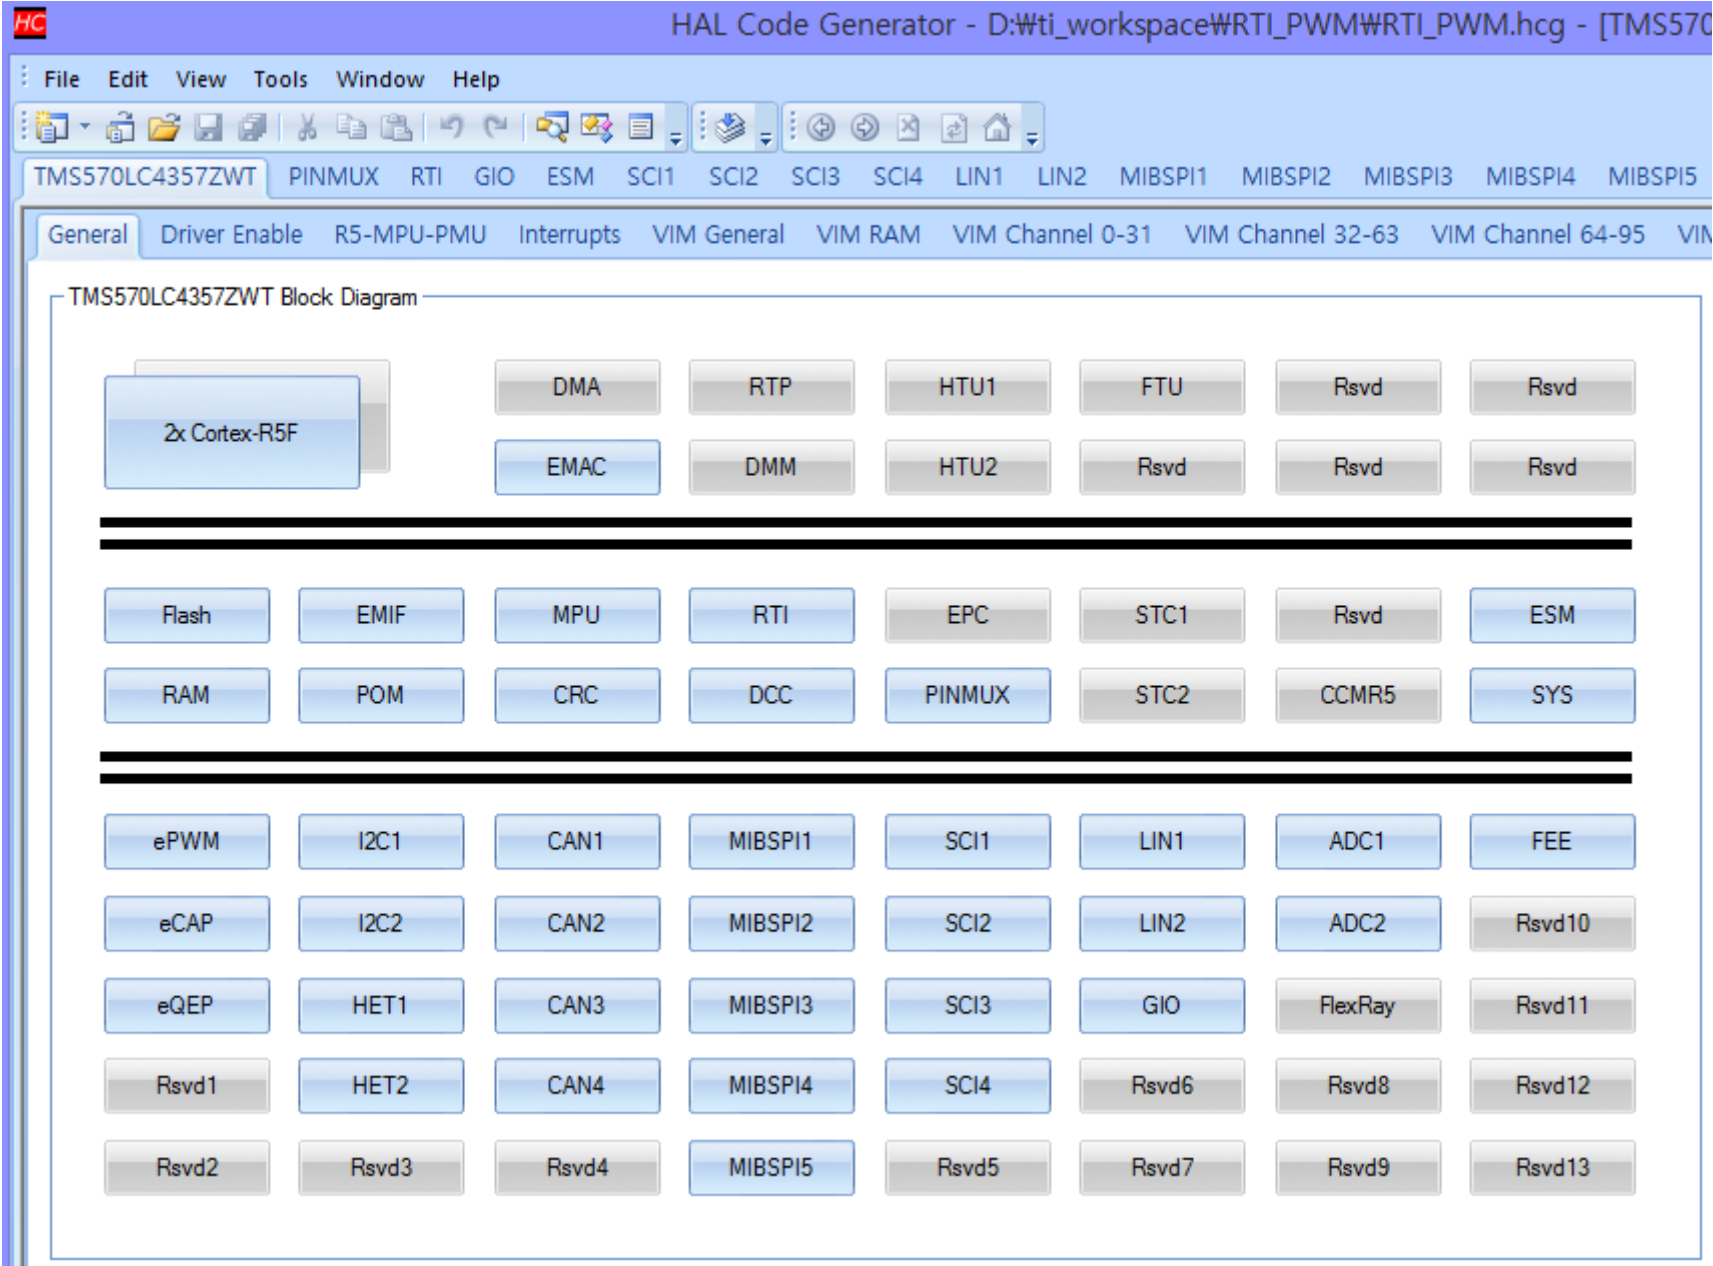 HC HAL Code Generator - D:₩ti_workspace₩RTI_PWM₩RTI_PWM.hcg - [TMS570
File Edit View Tools Window Help
TMS570LC4357ZWT PINMUX RTI GIO ESM SCI1 SCI2 SCI3 SCI4 LIN1 LIN2 MIBSPI1 MIBSPI2 MIBSPI3 MIBSPI4 MIBSPI5
General Driver Enable R5-MPU-PMU Interrupts VIM General VIM RAM VIM Channel 0-31 VIM Channel 32-63 VIM Channel 64-95 VIM
TMS570LC4357ZWT Block Diagram
DMA RTP HTU1 FTU Rsvd Rsvd
2x Cortex-R5F
EMAC DMM HTU2 Rsvd Rsvd Rsvd
Flash EMIF MPU RTI EPC STC1 Rsvd ESM
RAM POM CRC DCC PINMUX STC2 CCMR5 SYS
ePWM I2C1 CAN1 MIBSPI1 SCI1 LIN1 ADC1 FEE
eCAP I2C2 CAN2 MIBSPI2 SCI2 LIN2 ADC2 Rsvd10
eQEP HET1 CAN3 MIBSPI3 SCI3 GIO FlexRay Rsvd11
Rsvd1 HET2 CAN4 MIBSPI4 SCI4 Rsvd6 Rsvd8 Rsvd12
Rsvd2 Rsvd3 Rsvd4 MIBSPI5 Rsvd5 Rsvd7 Rsvd9 Rsvd13